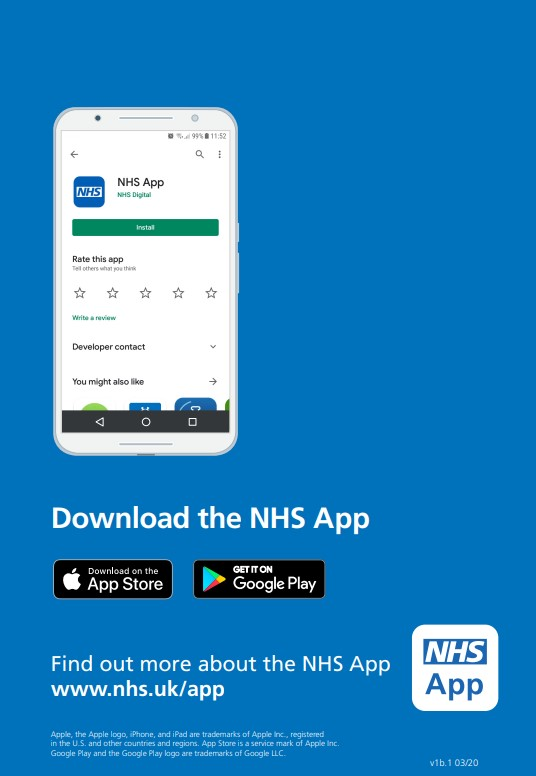 99% 11:52
NHS
NHS App
NHS Digital
Install
Rate this app
Tell others what you think
Write a review
Developer contact
You might also like
Download the NHS App
Download on the
App Store
GET IT ON
Google Play
Find out more about the NHS App
www.nhs.uk/app
NHS
App
Apple, the Apple logo, iPhone, and iPad are trademarks of Apple Inc., registered
in the U.S. and other countries and regions. App Store is a service mark of Apple Inc.
Google Play and the Google Play logo are trademarks of Google LLC.
v1b.1 03/20